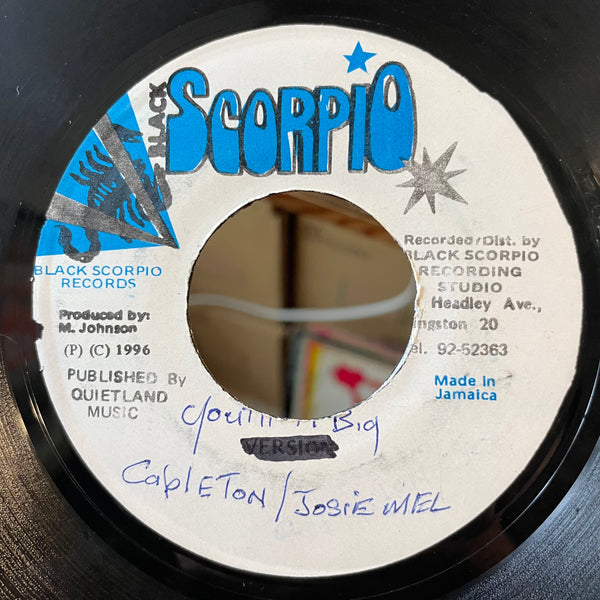 BLACK
SCORPIO
BLACK SCORPIO
RECORDS
Produced by:
M. Johnson
(P) (C) 1996
PUBLISHED By
QUIETLAND
MUSIC
Recorded/Dist. by
BLACK SCORPIO
RECORDING
STUDIO
Headley Ave.,
ngston 20
el. 92-52363
Made in
Jamaica
Big
VERSION
CapLETON / JOSIE MEL